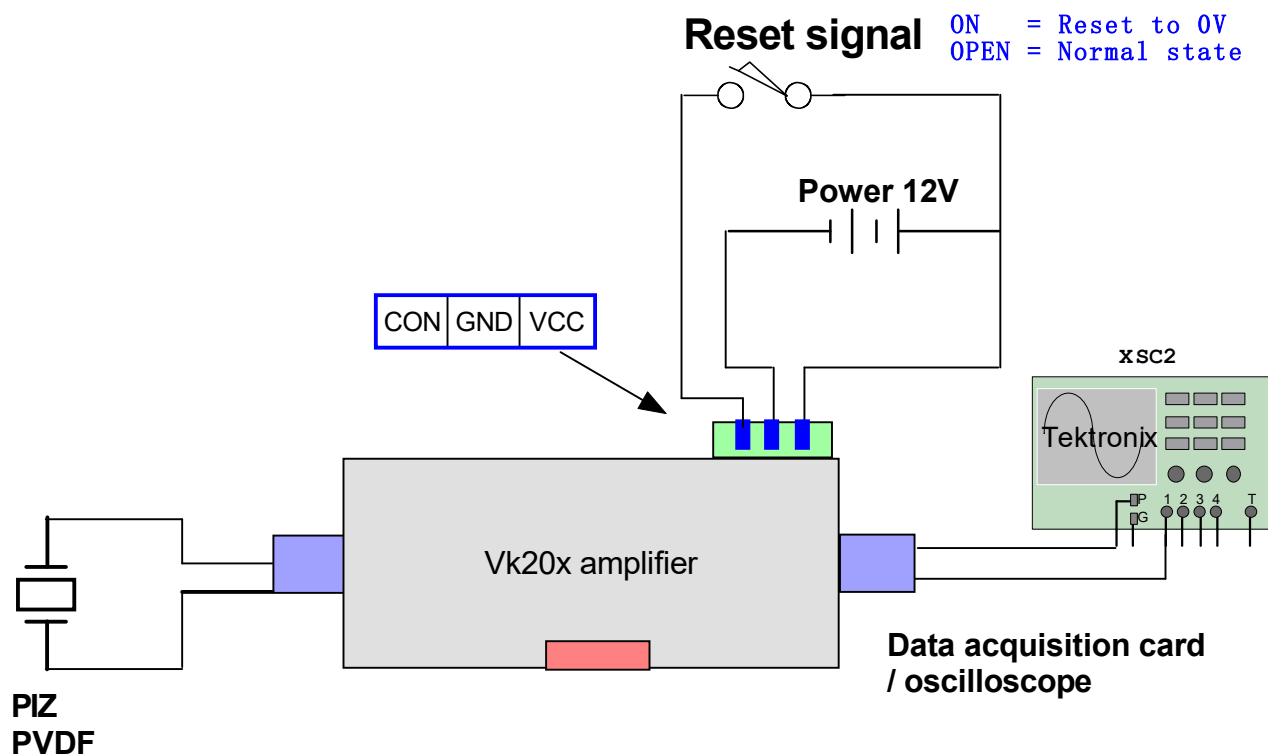 Reset signal
ON = Reset to 0V
OPEN = Normal state
Power 12V
CON GND VCC
XSC2
Tektronix
P
G
1 2 3 4 T
Vk20x amplifier
Data acquisition card
/ oscilloscope
PIZ
PVDF